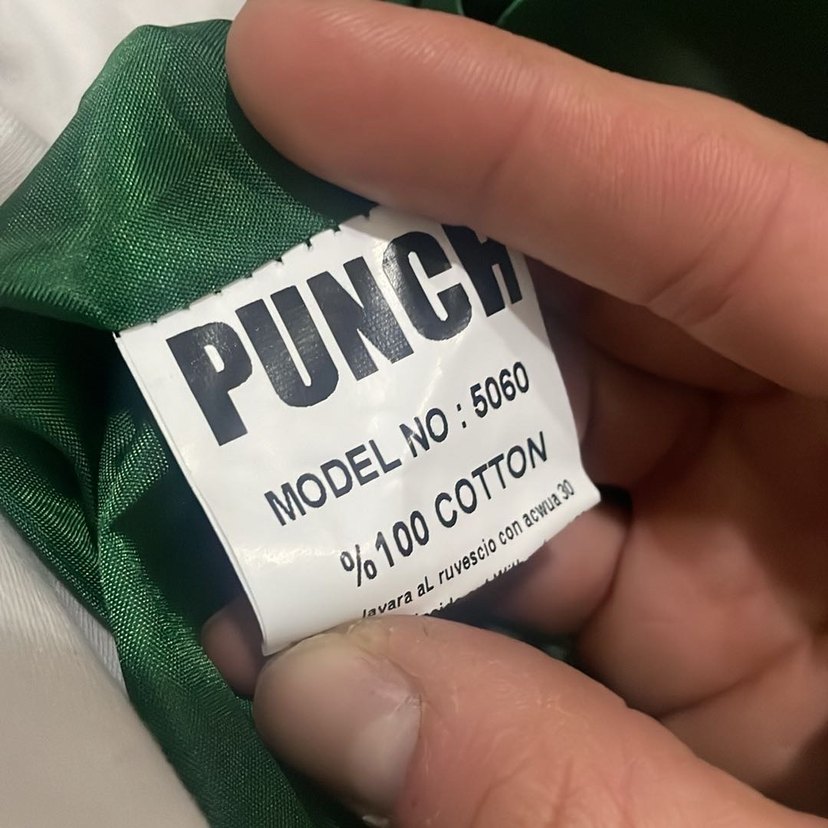 PUNCH
MODEL NO : 5060
%100 COTTON
lavara aL ruvescio con acwua 30